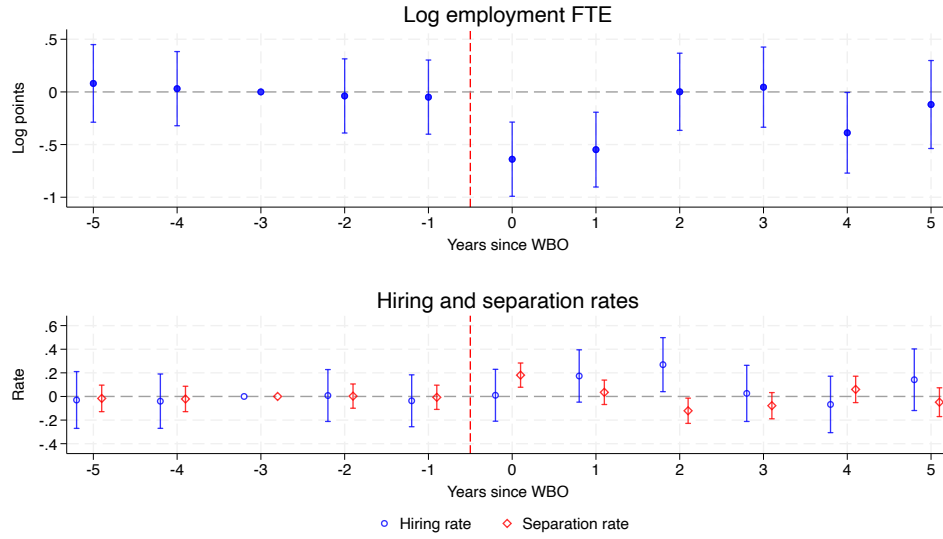 Log employment FTE
.5
0
-.5
-1
Log points
-5 -4 -3 -2 -1 0 1 2 3 4 5
Years since WBO
Hiring and separation rates
.6
.4
.2
0
-.2
-.4
Rate
-5 -4 -3 -2 -1 0 1 2 3 4 5
Years since WBO
Hiring rate Separation rate